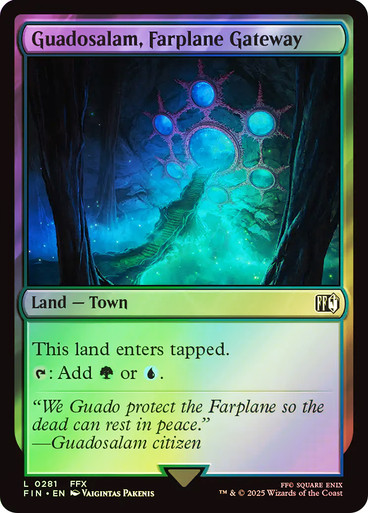 Guadosalam, Farplane Gateway
Land — Town
This land enters tapped.
: Add or .
“We Guado protect the Farplane so the
dead can rest in peace.”
—Guadosalam citizen
L 0281 FFX
FIN • EN VAIGINTAS PAKENIS
FF© SQUARE ENIX
™ & © 2025 Wizards of the Coast